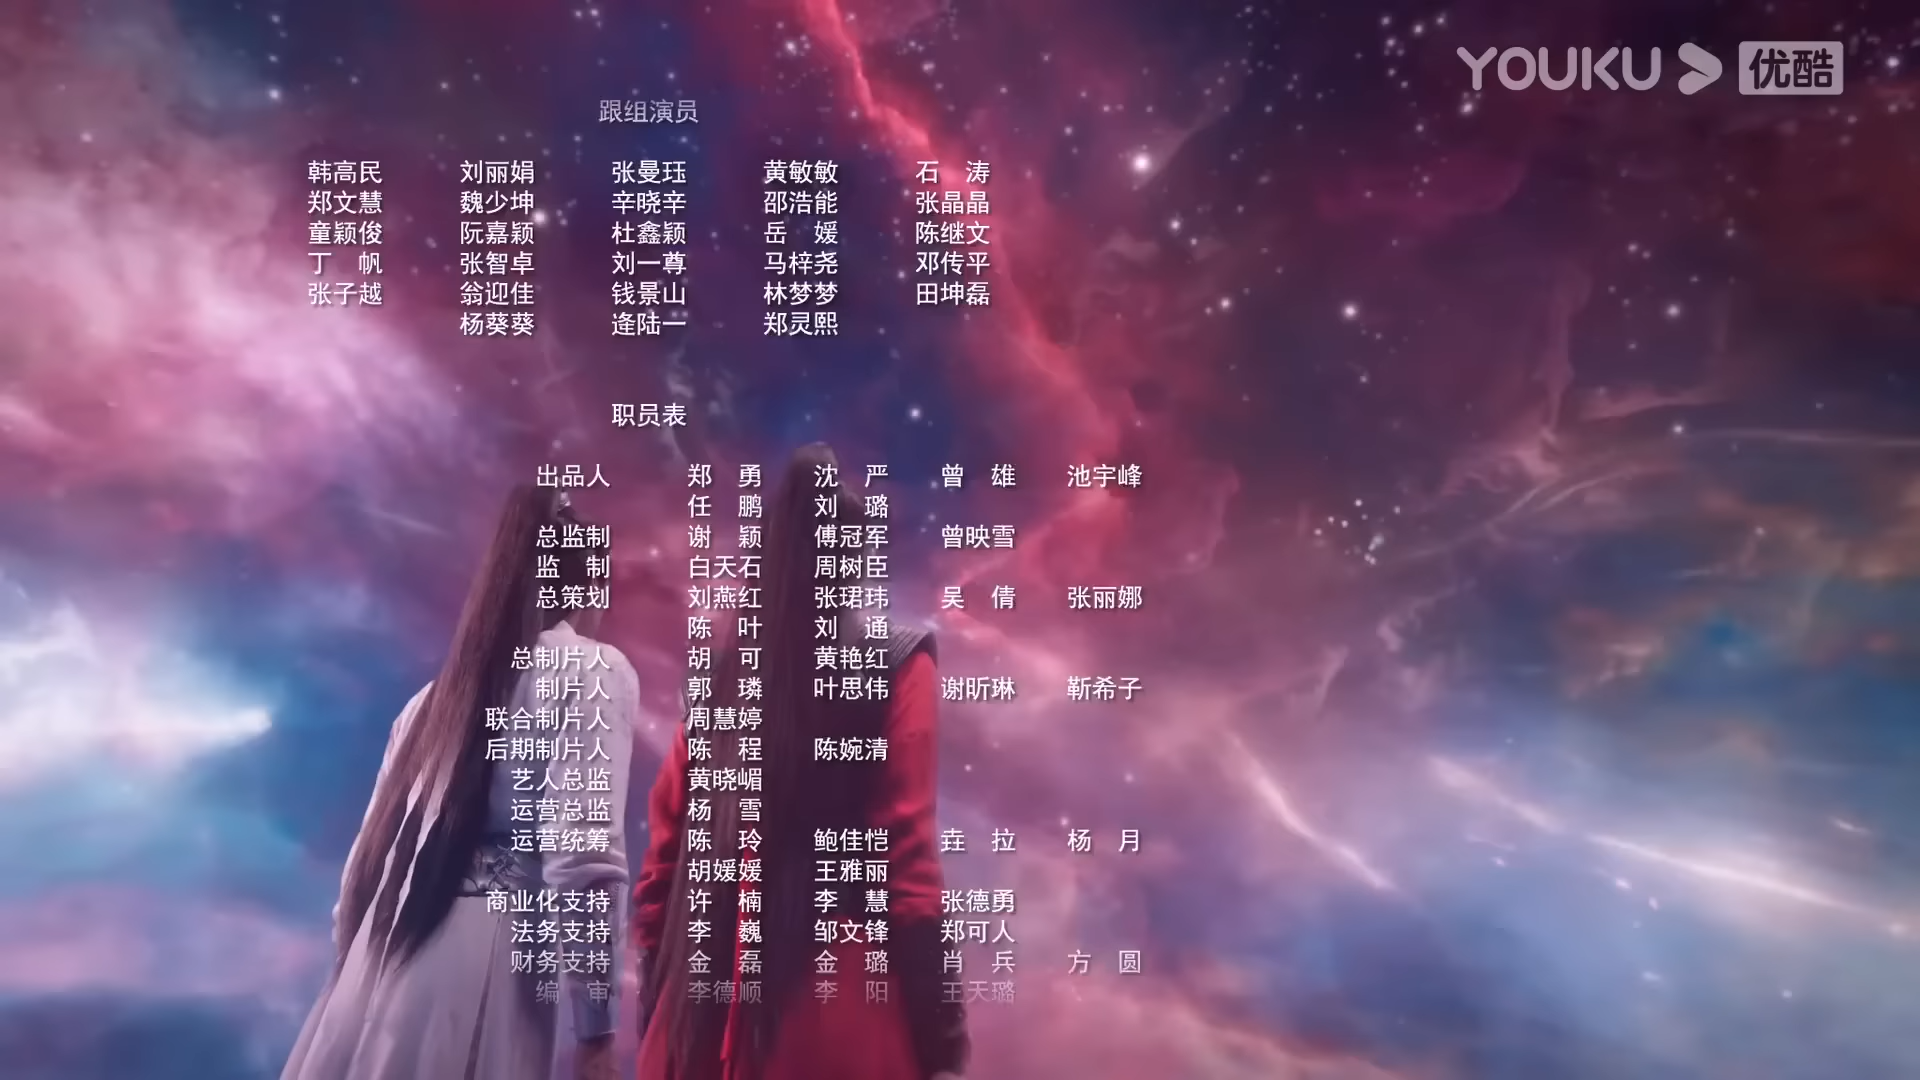 YOUKU 优酷
跟组演员
韩高民 刘丽娟 张曼珏 黄敏敏 石 涛
郑文慧 魏少坤 辛晓辛 邵浩能 张晶晶
童颖俊 阮嘉颖 杜鑫颖 岳 媛 陈继文
丁 帆 张智卓 刘一尊 马梓尧 邓传平
张子越 翁迎佳 钱景山 林梦梦 田坤磊
杨葵葵 逄陆一 郑灵熙
职员表
出品人 郑 勇 沈 严 曾 雄 池宇峰
任 鹏 刘 璐
总监制 谢 颖 傅冠军 曾映雪
监 制 白天石 周树臣
总策划 刘燕红 张珺玮 吴 倩 张丽娜
陈 叶 刘 通
总制片人 胡 可 黄艳红
制片人 郭 璘 叶思伟 谢昕琳 靳希子
联合制片人 周慧婷
后期制片人 陈 程 陈婉清
艺人总监 黄晓嵋
运营总监 杨 雪
运营统筹 陈 玲 鲍佳恺 垚 拉 杨 月
胡媛媛 王雅丽
商业化支持 许 楠 李 慧 张德勇
法务支持 李 巍 邹文锋 郑可人
财务支持 金 磊 金 璐 肖 兵 方 圆
编 审 李德顺 李 阳 王天璐